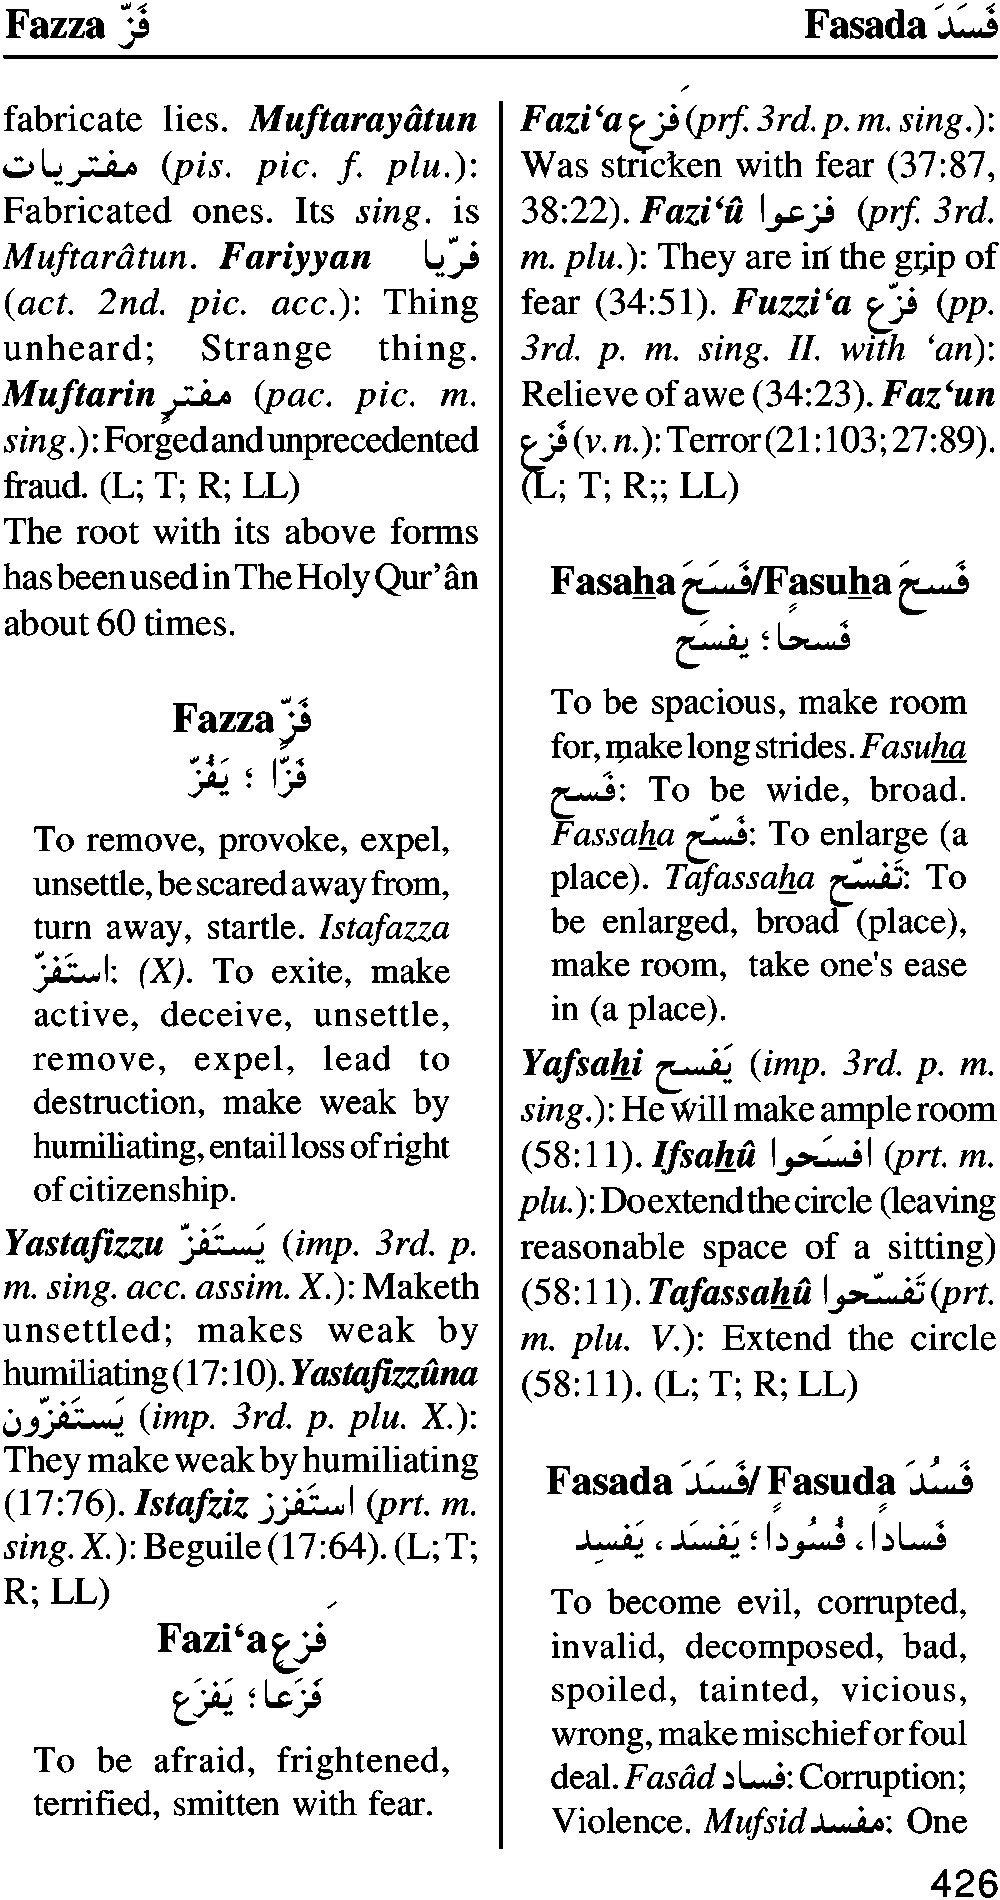 Fazza فَزّ
Fasada فَسَدَ
fabricate lies. Muftarayâtun
مفتريات (pis. pic. f. plu.):
Fabricated ones. Its sing. is
Muftarâtun. Fariyyan فرّيا
(act. 2nd. pic. acc.): Thing
unheard; Strange thing.
Muftarin مفترٍ (pac. pic. m.
sing.): Forged and unprecedented
fraud. (L; T; R; LL)
The root with its above forms
has been used in The Holy Qur'ân
about 60 times.
Fazza فَزّ
فَزًّا ؛ يَفُزّ
To remove, provoke, expel,
unsettle, be scared away from,
turn away, startle. Istafazza
استَفزّ: (X). To exite, make
active, deceive, unsettle,
remove, expel, lead to
destruction, make weak by
humiliating, entail loss of right
of citizenship.
Yastafizzu يَستَفزّ (imp. 3rd. p.
m. sing. acc. assim. X.): Maketh
unsettled; makes weak by
humiliating (17:10). Yastafizzûna
يَستَفزّون (imp. 3rd. p. plu. X.):
They make weak by humiliating
(17:76). Istafziz استَفزز (prt. m.
sing. X.): Beguile (17:64). (L; T;
R; LL)
Fazi‘a فَزِعَ
فَزَعا؛ يَفزَع
To be afraid, frightened,
terrified, smitten with fear.
Fazi‘a فزع (prf. 3rd. p. m. sing.):
Was stricken with fear (37:87,
38:22). Fazi‘û فزعوا (prf. 3rd.
m. plu.): They are in the grip of
fear (34:51). Fuzzi‘a فزّع (pp.
3rd. p. m. sing. II. with ‘an):
Relieve of awe (34:23). Faz‘un
فزع (v. n.): Terror (21:103; 27:89).
(L; T; R;; LL)
Fasaha فَسَحَ/Fasuha فَسحَ
فَسحًا؛ يفسَح
To be spacious, make room
for, make long strides. Fasuha
فَسح: To be wide, broad.
Fassaha فَسّح: To enlarge (a
place). Tafassaha تَفسّح: To
be enlarged, broad (place),
make room, take one's ease
in (a place).
Yafsahi يَفسح (imp. 3rd. p. m.
sing.): He will make ample room
(58:11). Ifsahû افسَحوا (prt. m.
plu.): Do extend the circle (leaving
reasonable space of a sitting)
(58:11). Tafassahû تَفسّحوا (prt.
m. plu. V.): Extend the circle
(58:11). (L; T; R; LL)
Fasada فَسَدَ/ Fasuda فَسُدَ
فَسادًا، فُسُودًا؛ يَفسَد، يَفسِد
To become evil, corrupted,
invalid, decomposed, bad,
spoiled, tainted, vicious,
wrong, make mischief or foul
deal. Fasâd فساد: Corruption;
Violence. Mufsid مفسد: One
426